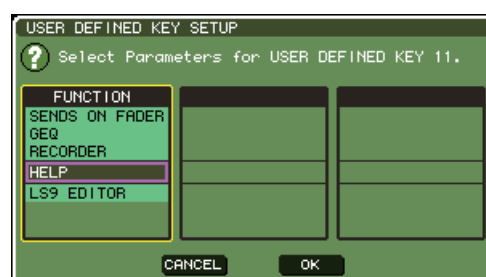 USER DEFINED KEY SETUP
? Select Parameters for USER DEFINED KEY 11.
FUNCTION
SENDS ON FADER
GEQ
RECORDER
HELP
LS9 EDITOR
CANCEL
OK